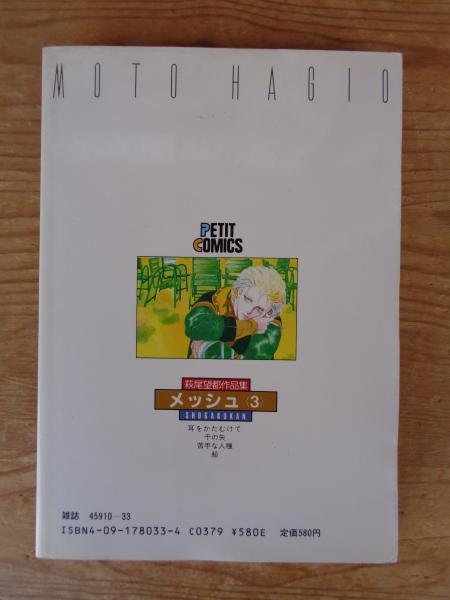 MOTO HAGIO
PETIT
COMICS
萩尾望都作品集
メッシュ〈3〉
SHOGAKUKAN
耳をかたむけて
千の矢
苦手な人種
船
雑誌 45910—33
ISBN4-09-178033-4 C0379 ¥580E 定価580円